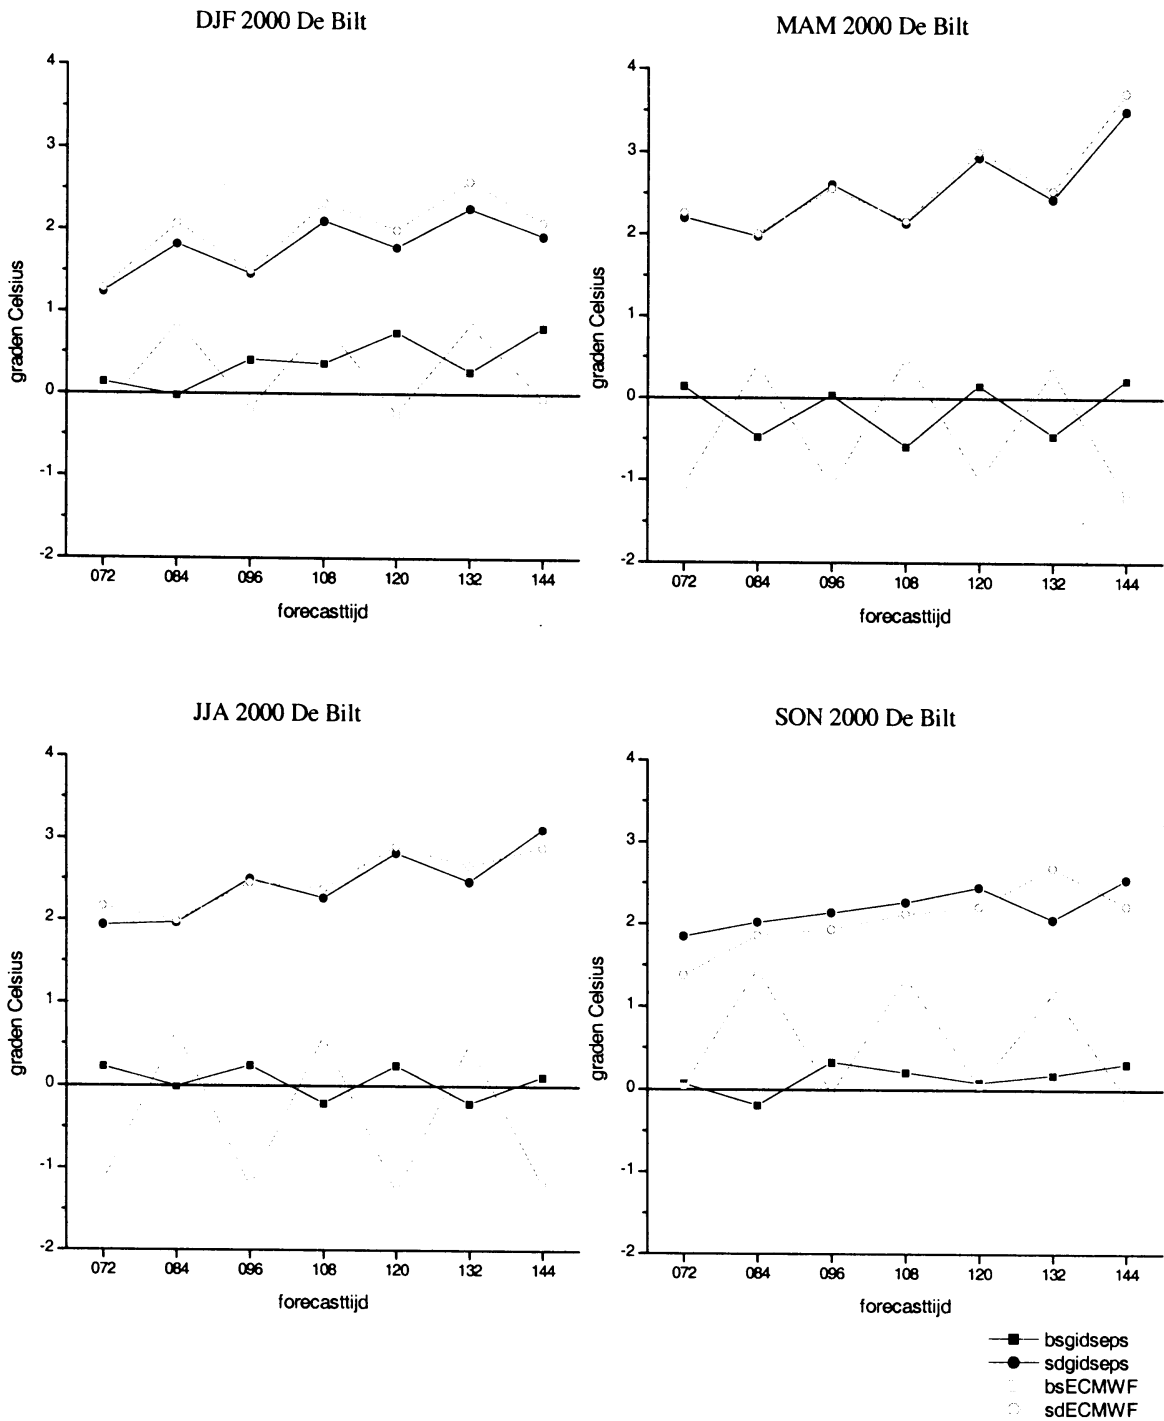 DJF 2000 De Bilt
4
3
2
1
0
-1
-2
graden Celsius
072 084 096 108 120 132 144
forecasttijd
MAM 2000 De Bilt
4
3
2
1
0
-1
-2
graden Celsius
072 084 096 108 120 132 144
forecasttijd
JJA 2000 De Bilt
4
3
2
1
0
-1
-2
graden Celsius
072 084 096 108 120 132 144
forecasttijd
SON 2000 De Bilt
4
3
2
1
0
-1
-2
graden Celsius
072 084 096 108 120 132 144
forecasttijd
bsgidseps
sdgidseps
bsECMWF
sdECMWF